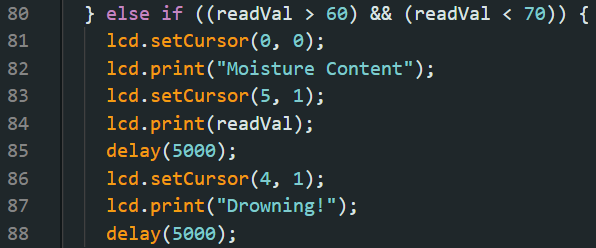 80 } else if ((readVal > 60) && (readVal < 70)) {
81 lcd.setCursor(0, 0);
82 lcd.print("Moisture Content");
83 lcd.setCursor(5, 1);
84 lcd.print(readVal);
85 delay(5000);
86 lcd.setCursor(4, 1);
87 lcd.print("Drowning!");
88 delay(5000);